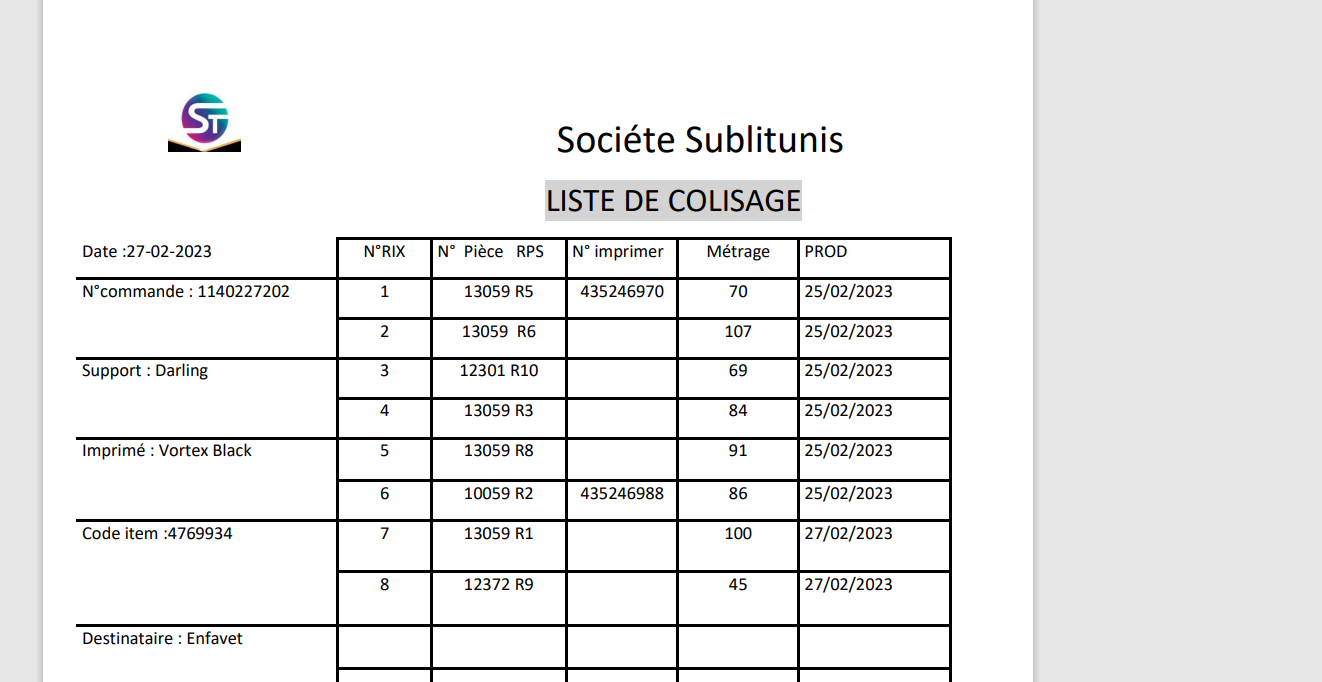 ST
Sociéte Sublitunis
LISTE DE COLISAGE
Date :27-02-2023 N°RIX N° Pièce RPS N° imprimer Métrage PROD
N°commande : 1140227202 1 13059 R5 435246970 70 25/02/2023
2 13059 R6 107 25/02/2023
Support : Darling 3 12301 R10 69 25/02/2023
4 13059 R3 84 25/02/2023
Imprimé : Vortex Black 5 13059 R8 91 25/02/2023
6 10059 R2 435246988 86 25/02/2023
Code item :4769934 7 13059 R1 100 27/02/2023
8 12372 R9 45 27/02/2023
Destinataire : Enfavet